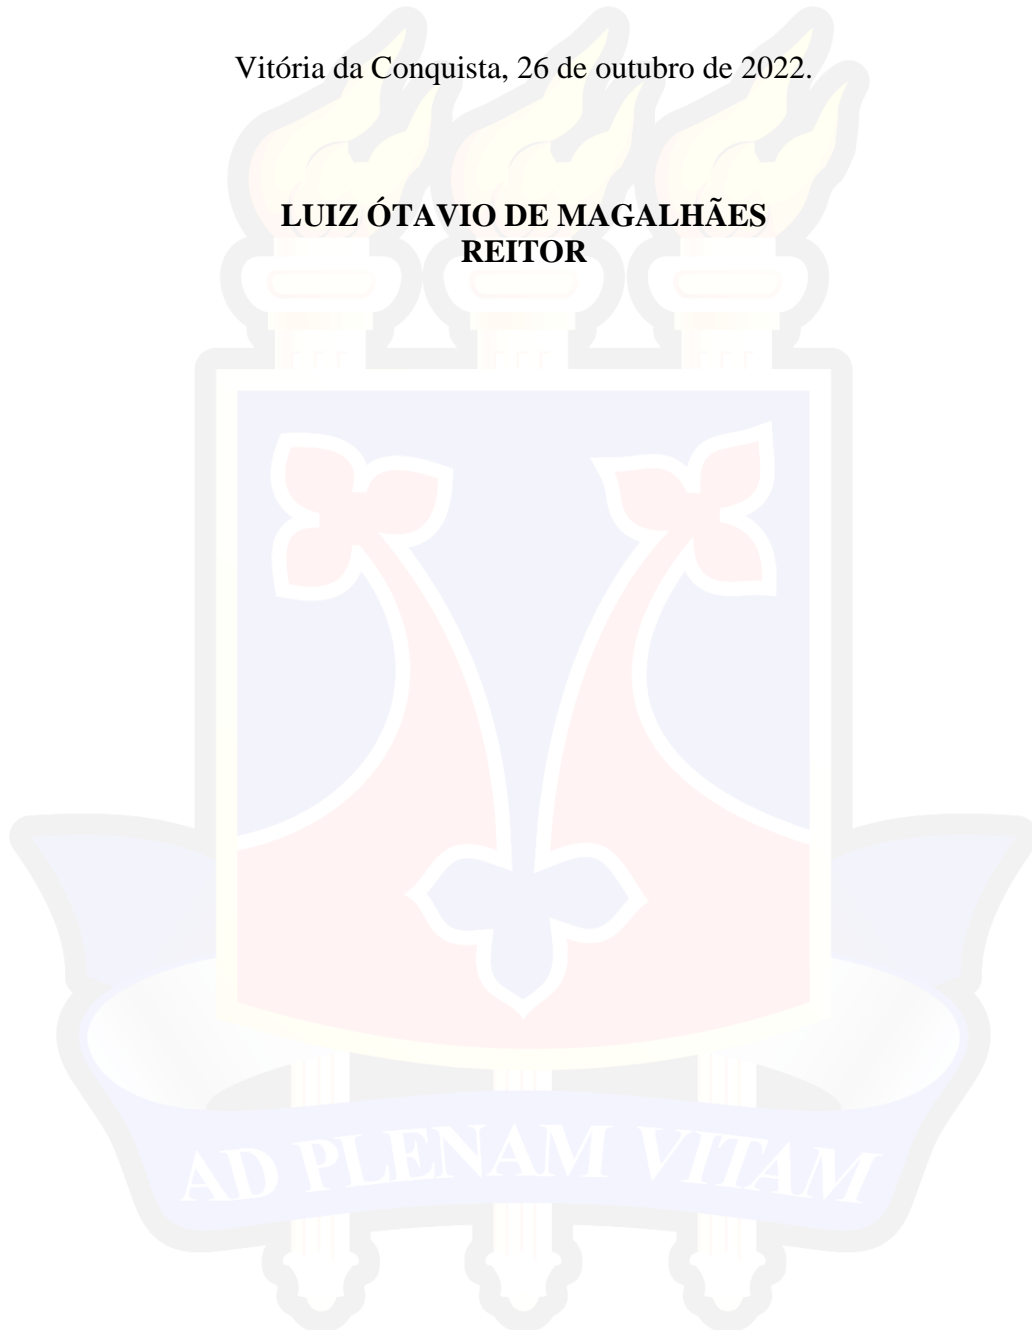 Vitória da Conquista, 26 de outubro de 2022.
LUIZ ÓTAVIO DE MAGALHÃES
REITOR
AD PLENAM VITAM